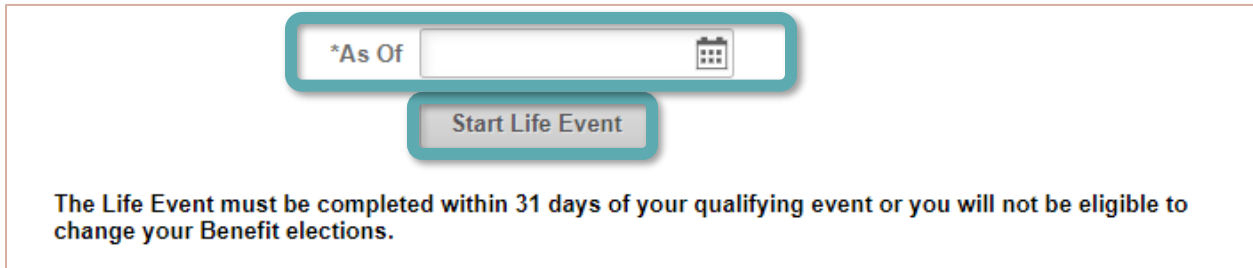 *As Of
Start Life Event
The Life Event must be completed within 31 days of your qualifying event or you will not be eligible to
change your Benefit elections.